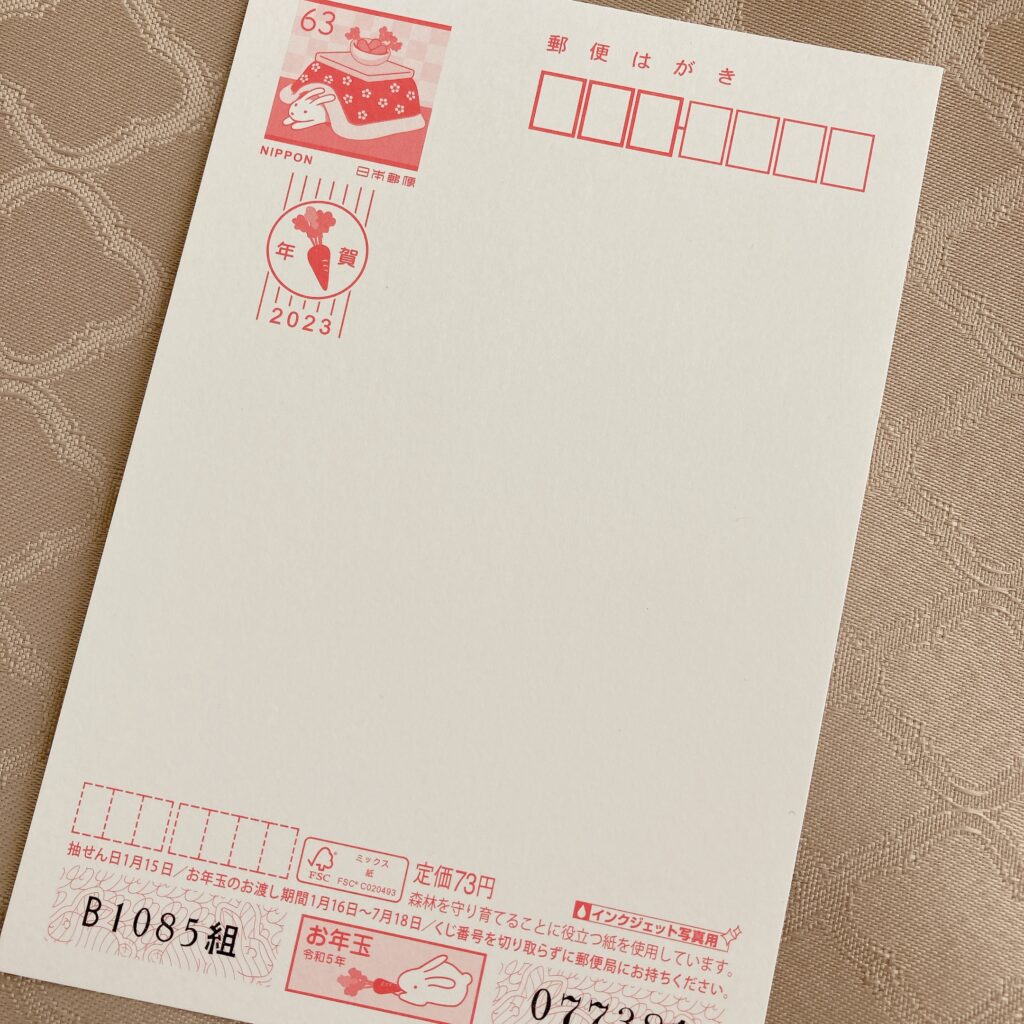 63
郵便はがき
NIPPON
日本郵便
年賀
2023
ミックス
紙
FSC
FSC® C020493
定価73円
インクジェット写真用
森林を守り育てることに役立つ紙を使用しています。
抽せん日1月15日/お年玉のお渡し期間1月16日～7月18日/くじ番号を切り取らずに郵便局にお持ちください。
B1085組
お年玉
令和5年